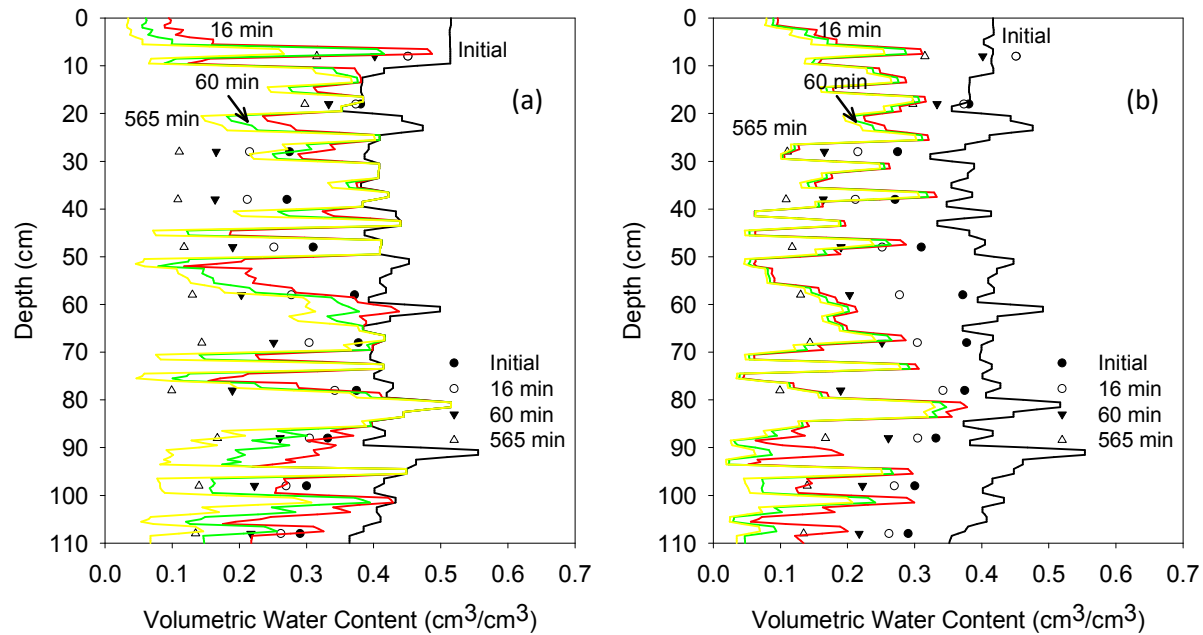 0
10
20
30
40
50
60
70
80
90
100
110
Depth (cm)
16 min
Initial
(a)
60 min
565 min
Initial
16 min
60 min
565 min
0.0 0.1 0.2 0.3 0.4 0.5 0.6 0.7
Volumetric Water Content (cm³/cm³)
0
10
20
30
40
50
60
70
80
90
100
110
Depth (cm)
16 min
Initial
(b)
60 min
565 min
Initial
16 min
60 min
565 min
0.0 0.1 0.2 0.3 0.4 0.5 0.6 0.7
Volumetric Water Content (cm³/cm³)